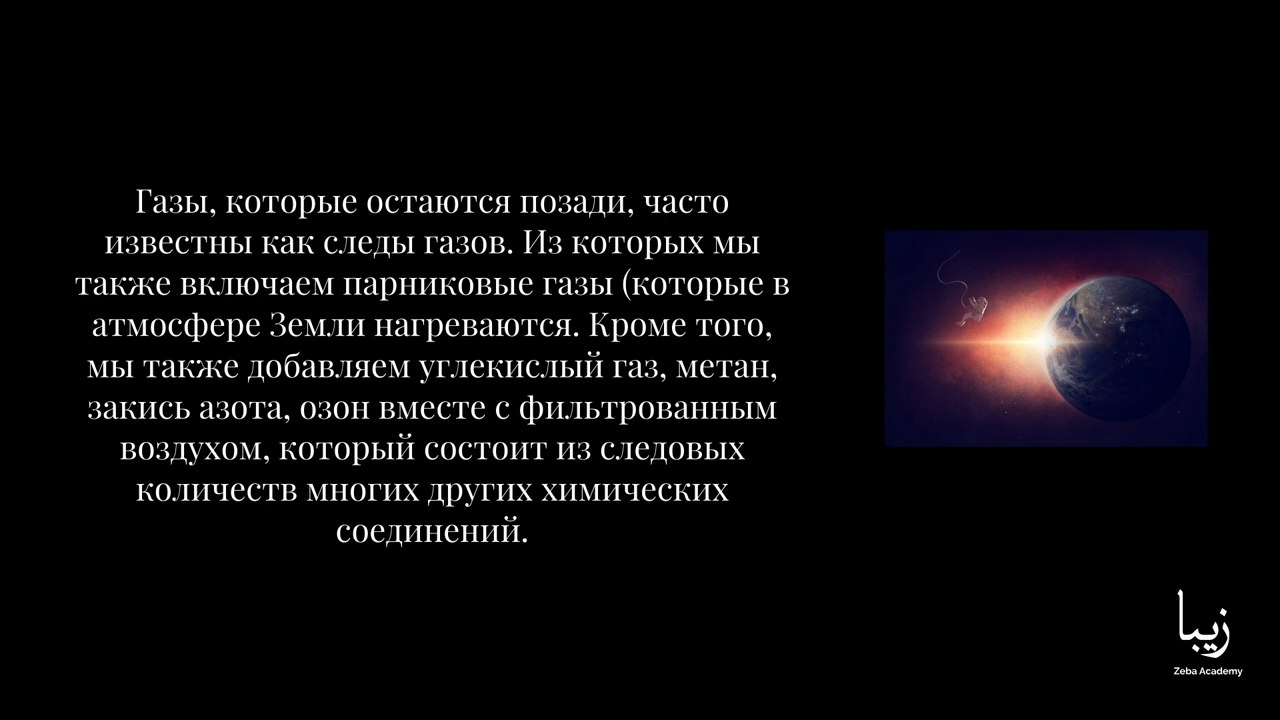 Газы, которые остаются позади, часто
известны как следы газов. Из которых мы
также включаем парниковые газы (которые в
атмосфере Земли нагреваются. Кроме того,
мы также добавляем углекислый газ, метан,
закись азота, озон вместе с фильтрованным
воздухом, который состоит из следовых
количеств многих других химических
соединений.
زيبا
Zeba Academy